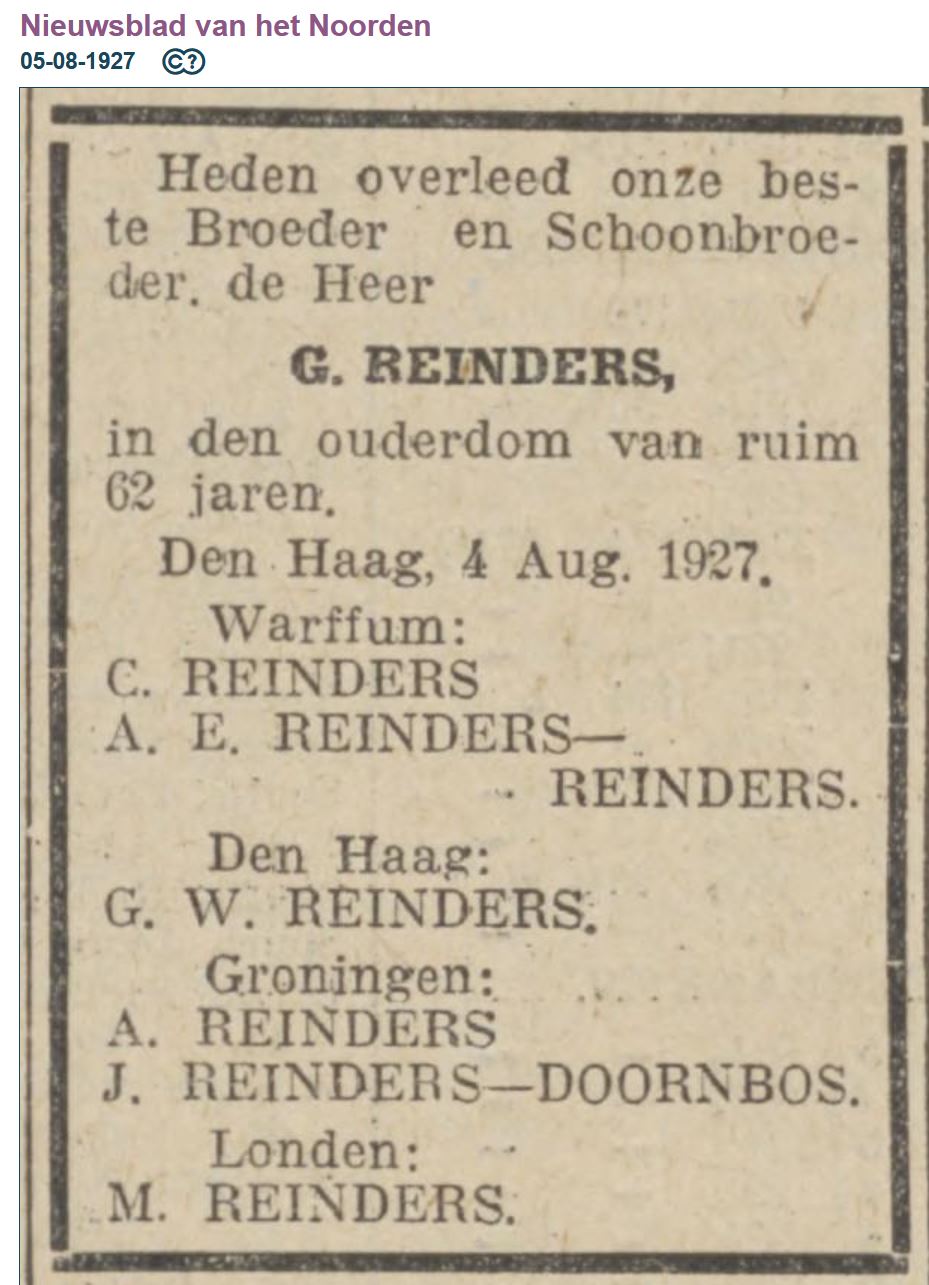 Nieuwsblad van het Noorden
05-08-1927 ©?
Heden overleed onze bes-
te Broeder en Schoonbroe-
der, de Heer
G. REINDERS,
in den ouderdom van ruim
62 jaren.
Den Haag, 4 Aug. 1927.
Warffum:
C. REINDERS
A. E. REINDERS—
REINDERS.
Den Haag:
G. W. REINDERS.
Groningen:
A. REINDERS
J. REINDERS—DOORNBOS.
Londen:
M. REINDERS.